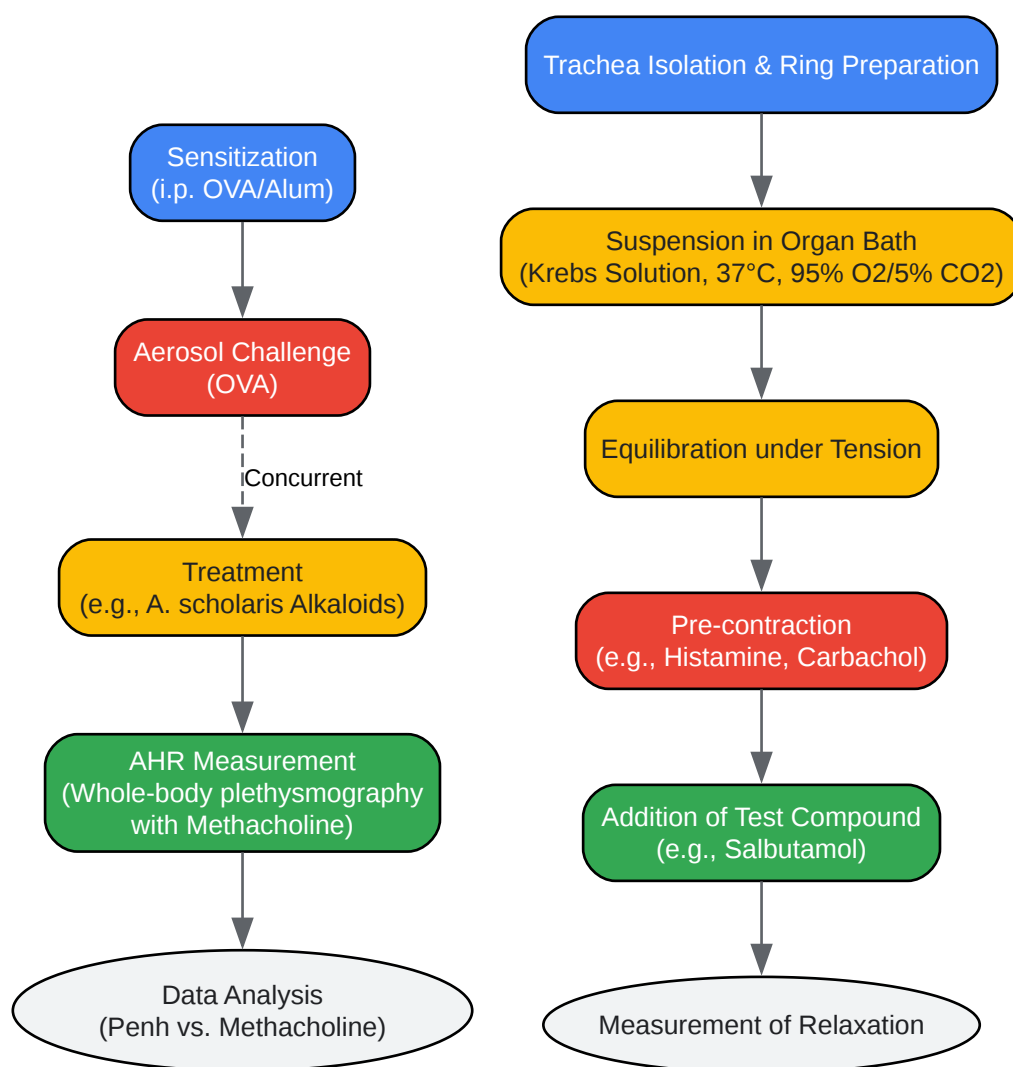 Sensitization
(i.p. OVA/Alum)
Aerosol Challenge
(OVA)
Concurrent
Treatment
(e.g., A. scholaris Alkaloids)
AHR Measurement
(Whole-body plethysmography
with Methacholine)
Data Analysis
(Penh vs. Methacholine)
Trachea Isolation & Ring Preparation
Suspension in Organ Bath
(Krebs Solution, 37°C, 95% O2/5% CO2)
Equilibration under Tension
Pre-contraction
(e.g., Histamine, Carbachol)
Addition of Test Compound
(e.g., Salbutamol)
Measurement of Relaxation